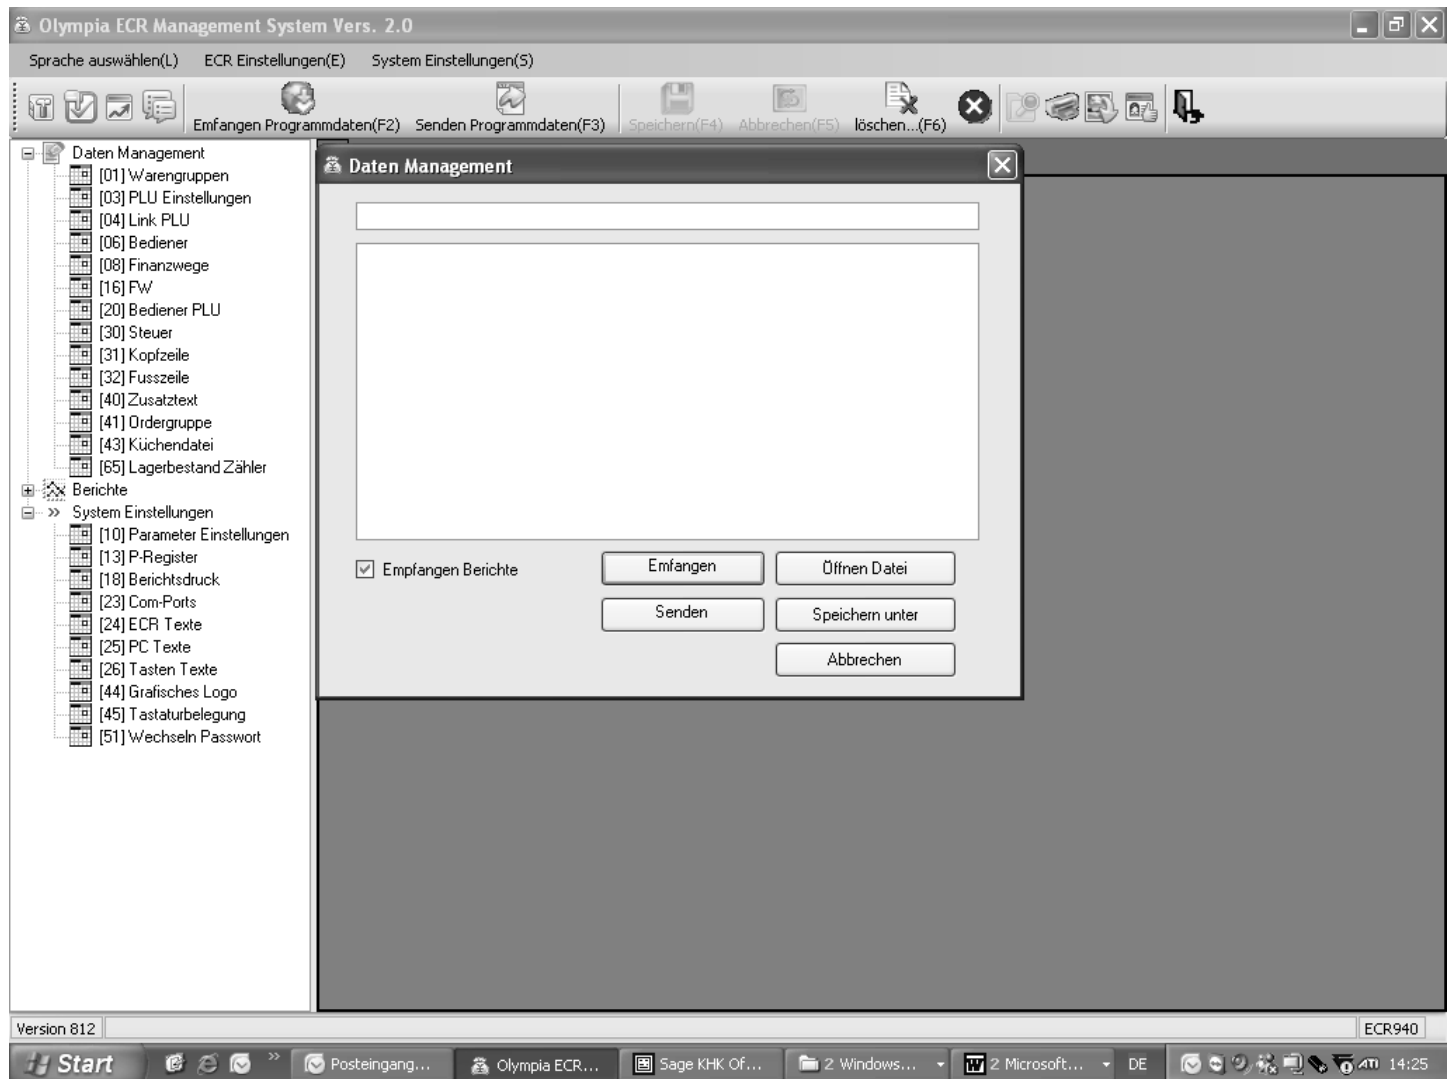 Olympia ECR Management System Vers. 2.0
Sprache auswählen(L) ECR Einstellungen(E) System Einstellungen(S)
Emfangen Programmdaten(F2) Senden Programmdaten(F3) Speichern(F4) Abbrechen(F5) löschen...(F6)
Daten Management
[01] Warengruppen
[03] PLU Einstellungen
[04] Link PLU
[06] Bediener
[08] Finanzwege
[16] FW
[20] Bediener PLU
[30] Steuer
[31] Kopfzeile
[32] Fusszeile
[40] Zusatztext
[41] Ordergruppe
[43] Küchendatei
[65] Lagerbestand Zähler
Berichte
System Einstellungen
[10] Parameter Einstellungen
[13] P-Register
[18] Berichtsdruck
[23] Com-Ports
[24] ECR Texte
[25] PC Texte
[26] Tasten Texte
[44] Grafisches Logo
[45] Tastaturbelegung
[51] Wechseln Passwort
Daten Management
Empfangen Berichte
Emfangen Öffnen Datei
Senden Speichern unter
Abbrechen
Version 812 ECR940
Start Posteingang... Olympia ECR... Sage KHK Of... 2 Windows... 2 Microsoft... DE ATI 14:25